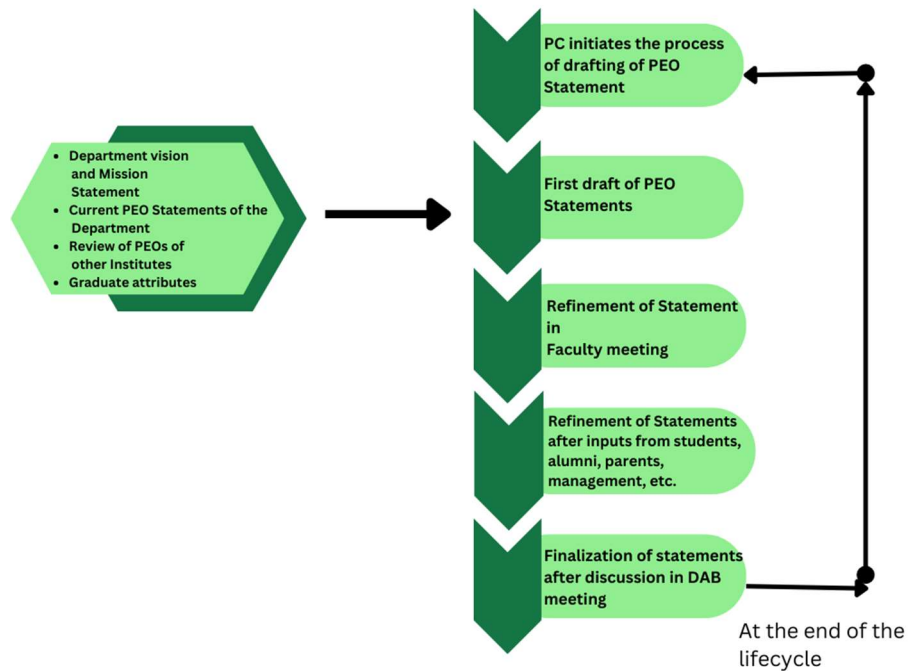 • Department vision
and Mission
Statement
• Current PEO Statements of the
Department
• Review of PEOs of
other Institutes
• Graduate attributes
PC initiates the process
of drafting of PEO
Statement
First draft of PEO
Statements
Refinement of Statement
in
Faculty meeting
Refinement of Statements
after inputs from students,
alumni, parents,
management, etc.
Finalization of statements
after discussion in DAB
meeting
At the end of the
lifecycle